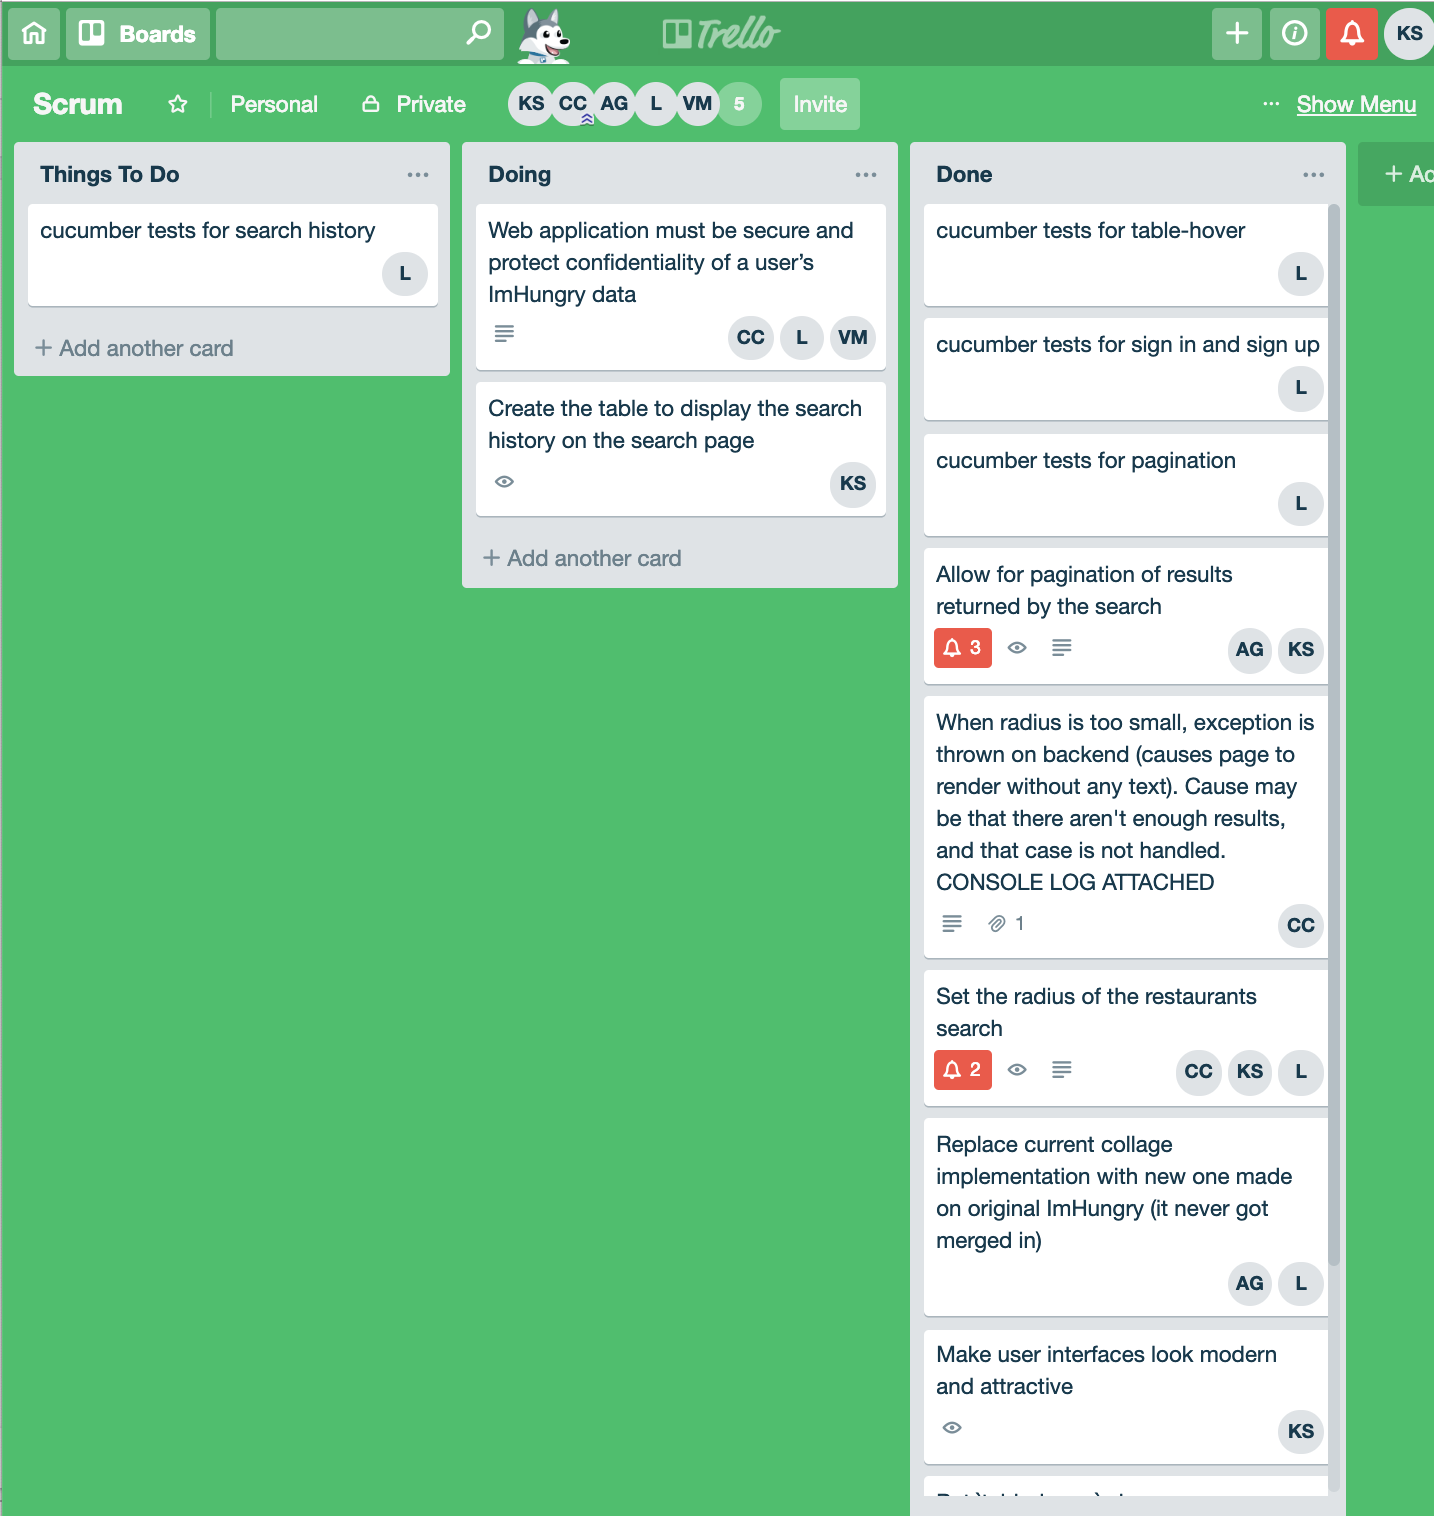 Boards
Trello
KS
Scrum
Personal
Private
KS CC AG L VM 5
Invite
... Show Menu
Things To Do
cucumber tests for search history
L
+ Add another card
Doing
Web application must be secure and
protect confidentiality of a user’s
ImHungry data
CC L VM
Create the table to display the search
history on the search page
KS
+ Add another card
Done
cucumber tests for table-hover
L
cucumber tests for sign in and sign up
L
cucumber tests for pagination
L
Allow for pagination of results
returned by the search
3
AG KS
When radius is too small, exception is
thrown on backend (causes page to
render without any text). Cause may
be that there aren't enough results,
and that case is not handled.
CONSOLE LOG ATTACHED
1
CC
Set the radius of the restaurants
search
2
CC KS L
Replace current collage
implementation with new one made
on original ImHungry (it never got
merged in)
AG L
Make user interfaces look modern
and attractive
KS